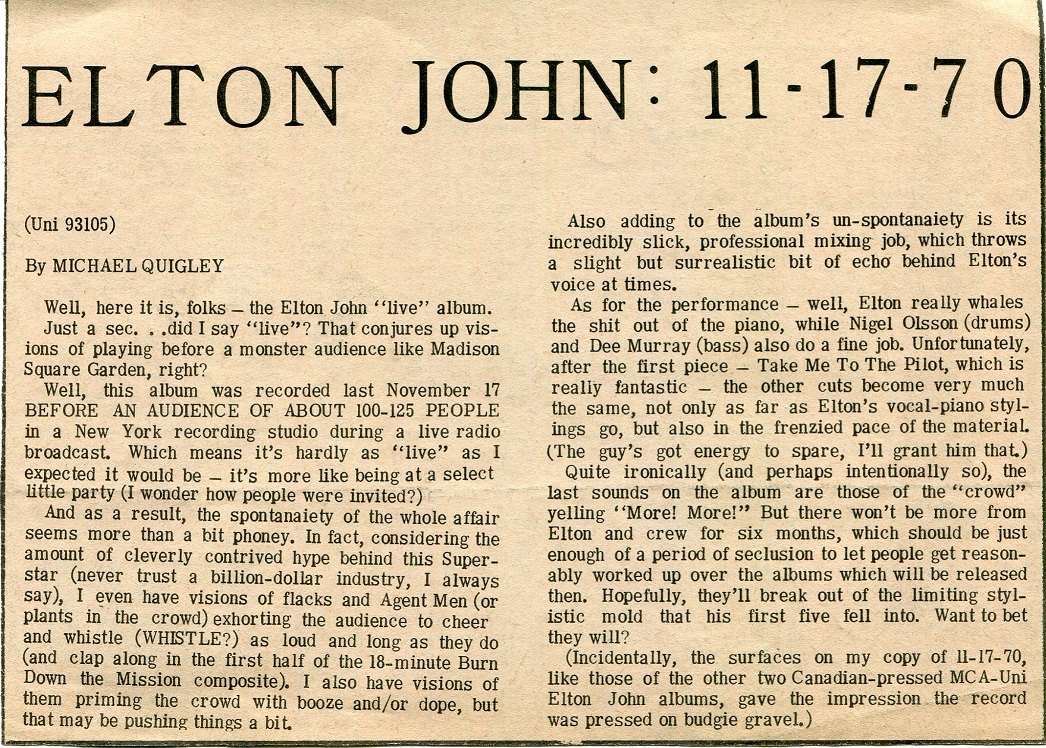 ELTON JOHN: 11-17-70
(Uni 93105)
By MICHAEL QUIGLEY
Well, here it is, folks — the Elton John "live" album.
Just a sec. . .did I say "live"? That conjures up vis-
ions of playing before a monster audience like Madison
Square Garden, right?
Well, this album was recorded last November 17
BEFORE AN AUDIENCE OF ABOUT 100-125 PEOPLE
in a New York recording studio during a live radio
broadcast. Which means it's hardly as "live" as I
expected it would be — it's more like being at a select
little party (I wonder how people were invited?)
And as a result, the spontanaiety of the whole affair
seems more than a bit phoney. In fact, considering the
amount of cleverly contrived hype behind this Super-
star (never trust a billion-dollar industry, I always
say), I even have visions of flacks and Agent Men (or
plants in the crowd) exhorting the audience to cheer
and whistle (WHISTLE?) as loud and long as they do
(and clap along in the first half of the 18-minute Burn
Down the Mission composite). I also have visions of
them priming the crowd with booze and/or dope, but
that may be pushing things a bit.
Also adding to the album's un-spontanaiety is its
incredibly slick, professional mixing job, which throws
a slight but surrealistic bit of echo behind Elton's
voice at times.
As for the performance — well, Elton really whales
the shit out of the piano, while Nigel Olsson (drums)
and Dee Murray (bass) also do a fine job. Unfortunately,
after the first piece — Take Me To The Pilot, which is
really fantastic — the other cuts become very much
the same, not only as far as Elton's vocal-piano styl-
ings go, but also in the frenzied pace of the material.
(The guy's got energy to spare, I'll grant him that.)
Quite ironically (and perhaps intentionally so), the
last sounds on the album are those of the "crowd"
yelling "More! More!" But there won't be more from
Elton and crew for six months, which should be just
enough of a period of seclusion to let people get reason-
ably worked up over the albums which will be released
then. Hopefully, they'll break out of the limiting styl-
istic mold that his first five fell into. Want to bet
they will?
(Incidentally, the surfaces on my copy of 11-17-70,
like those of the other two Canadian-pressed MCA-Uni
Elton John albums, gave the impression the record
was pressed on budgie gravel.)